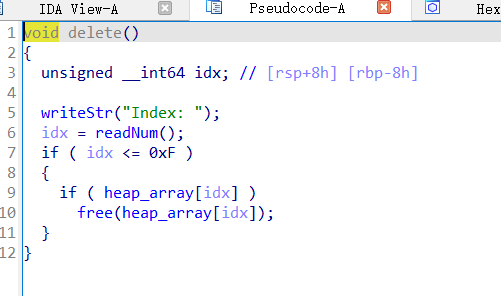 IDA View-A
Pseudocode-A
Hex
1 void delete()
2 {
3 unsigned __int64 idx; // [rsp+8h] [rbp-8h]
4
5 writeStr("Index: ");
6 idx = readNum();
7 if ( idx <= 0xF )
8 {
9 if ( heap_array[idx] )
10 free(heap_array[idx]);
11 }
12 }